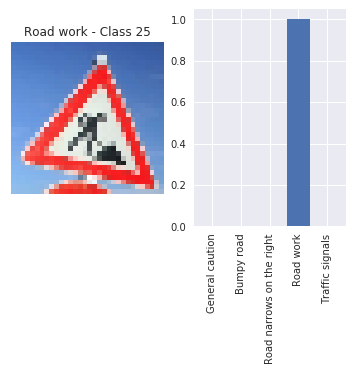 Road work - Class 25
1.0
0.8
0.6
0.4
0.2
0.0
General caution
Bumpy road
Road narrows on the right
Road work
Traffic signals